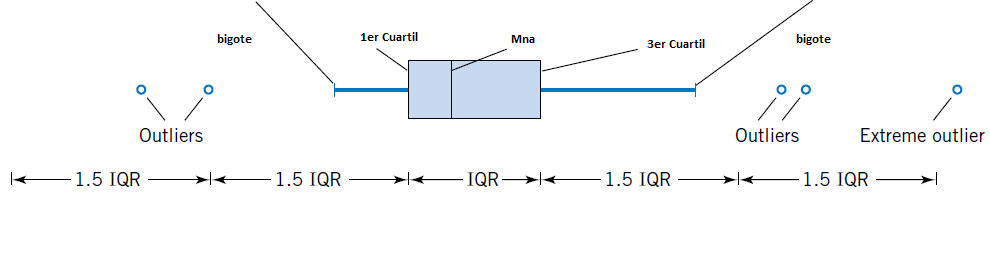 bigote
1er Cuartil
Mna
3er Cuartil
bigote
Outliers
Outliers
Extreme outlier
1.5 IQR
1.5 IQR
IQR
1.5 IQR
1.5 IQR